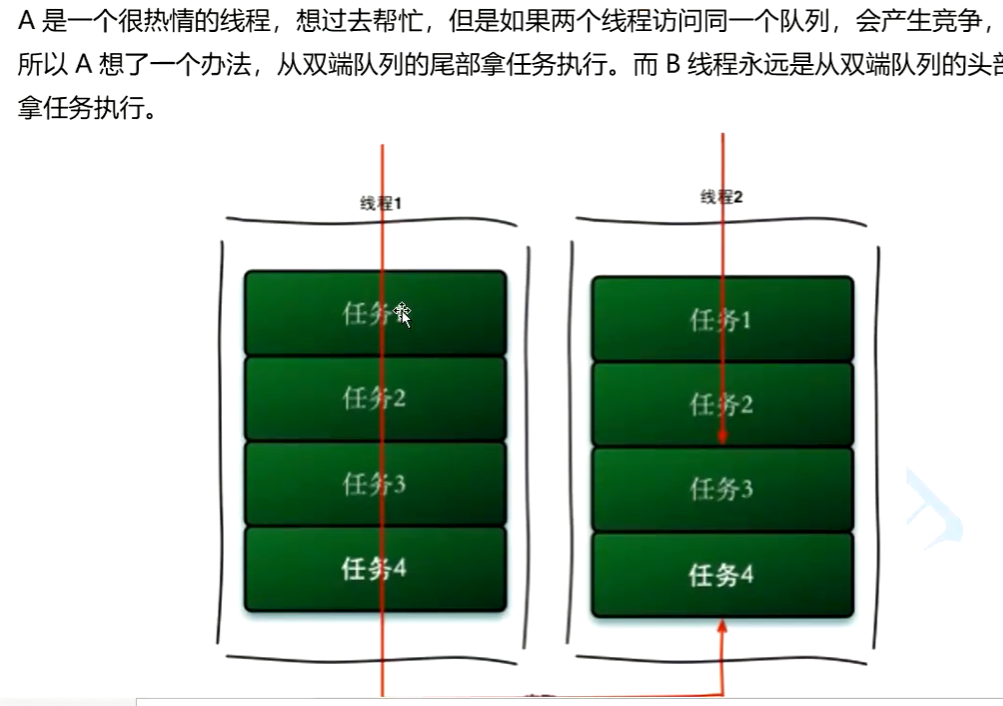 A 是一个很热情的线程，想过去帮忙，但是如果两个线程访问同一个队列，会产生竞争，
所以 A 想了一个办法，从双端队列的尾部拿任务执行。而 B 线程永远是从双端队列的头部
拿任务执行。
线程1
线程2
任务
任务1
任务2
任务2
任务3
任务3
任务4
任务4